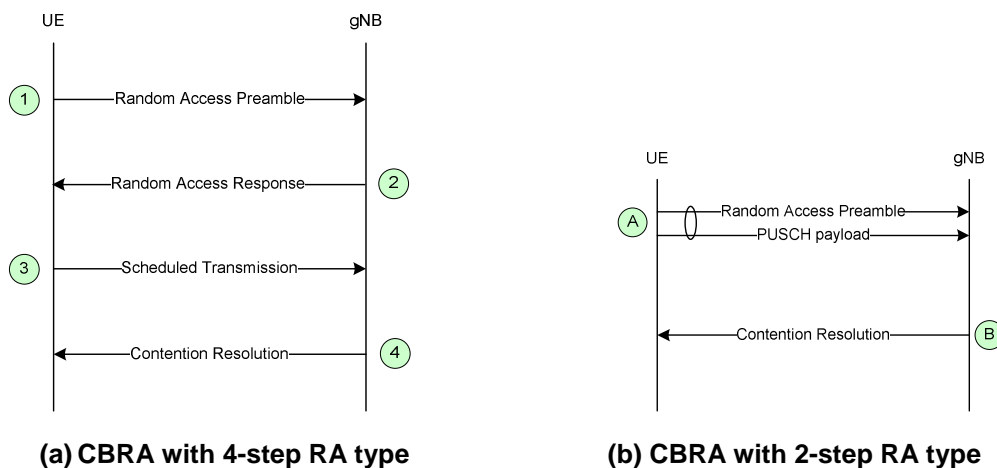 UE
gNB
1
Random Access Preamble
Random Access Response
2
3
Scheduled Transmission
Contention Resolution
4
(a) CBRA with 4-step RA type
UE
gNB
A
Random Access Preamble
PUSCH payload
Contention Resolution
B
(b) CBRA with 2-step RA type